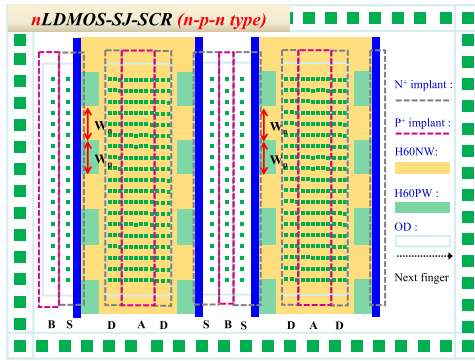 nLDMOS-SJ-SCR (n-p-n type)
N+ implant :
P+ implant :
H60NW:
H60PW :
OD :
Next finger
Wn
Wp
Wn
Wp
B S D A D S B S D A D S